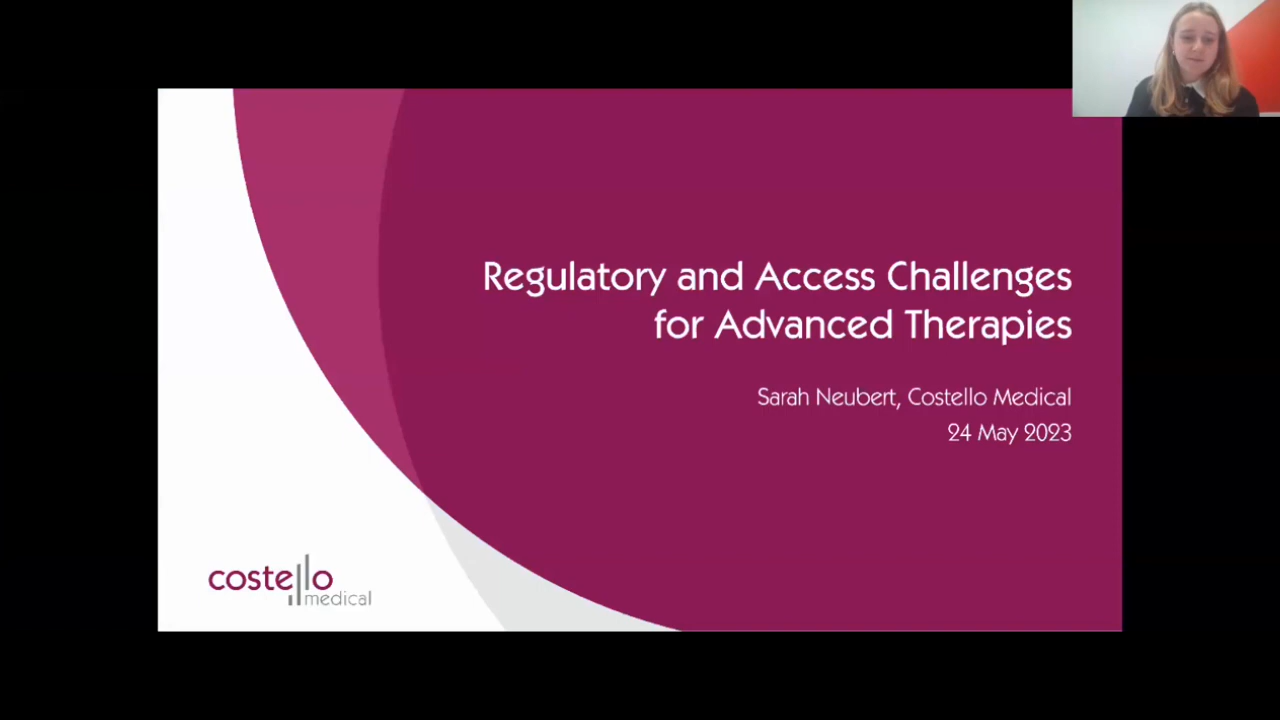 Regulatory and Access Challenges
for Advanced Therapies
Sarah Neubert, Costello Medical
24 May 2023
costello
medical